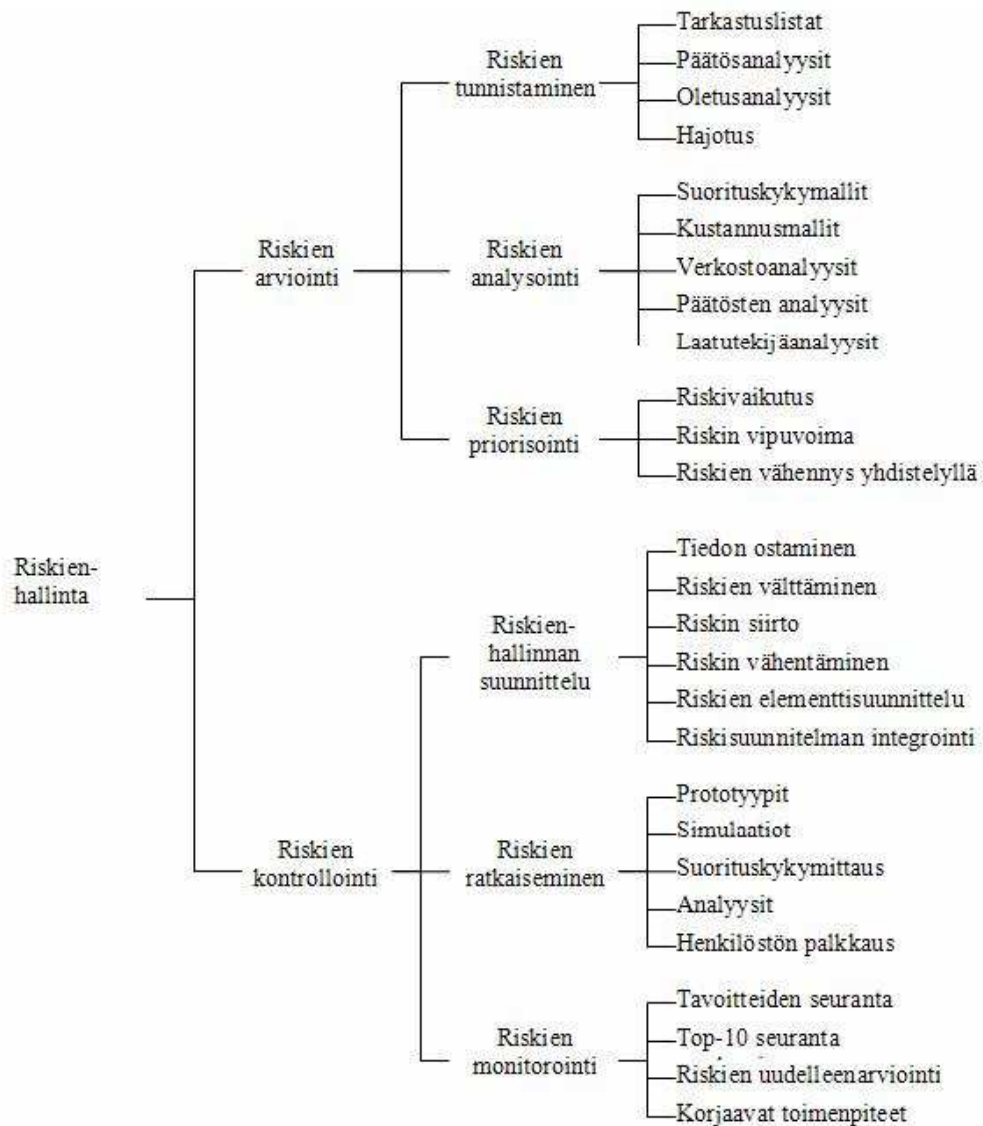 Riskien-
hallinta
Riskien
arviointi
Riskien
tunnistaminen
Tarkastuslistat
Päätösanalyysit
Oletusanalyysit
Hajotus
Riskien
analysointi
Suorituskykymallit
Kustannusmallit
Verkostoanalyysit
Päätösten analyysit
Laatutekijäanalyysit
Riskien
priorisointi
Riskivaikutus
Riskin vipuvoima
Riskien vähennys yhdistelyllä
Riskien
kontrollointi
Riskien-
hallinnan
suunnittelu
Tiedon ostaminen
Riskien välttäminen
Riskin siirto
Riskin vähentäminen
Riskien elementtisuunnittelu
Riskisuunnitelman integrointi
Riskien
ratkaiseminen
Prototyypit
Simulaatiot
Suorituskykymittaus
Analyysit
Henkilöstön palkkaus
Riskien
monitorointi
Tavoitteiden seuranta
Top-10 seuranta
Riskien uudelleenarviointi
Korjaavat toimenpiteet